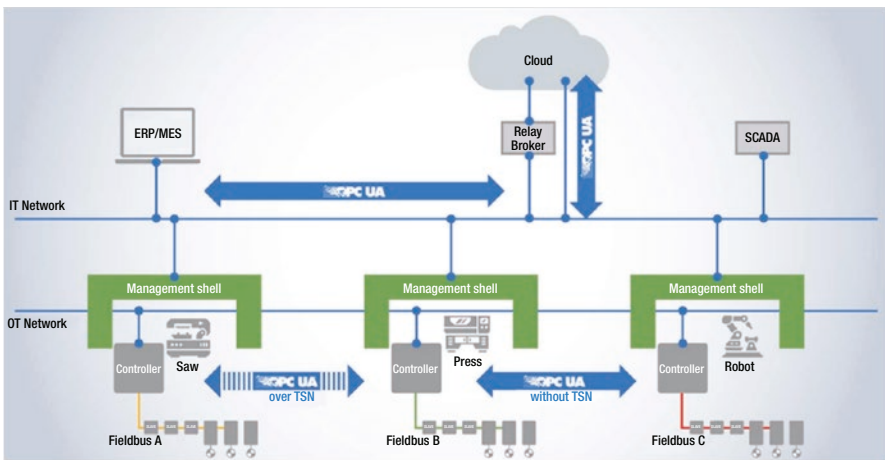 Cloud
ERP/MES
Relay
Broker
SCADA
OPC UA
OPC UA
IT Network
Management shell
Management shell
Management shell
OT Network
Controller
Saw
Controller
Press
Controller
Robot
OPC UA
over TSN
OPC UA
without TSN
Fieldbus A
Fieldbus B
Fieldbus C